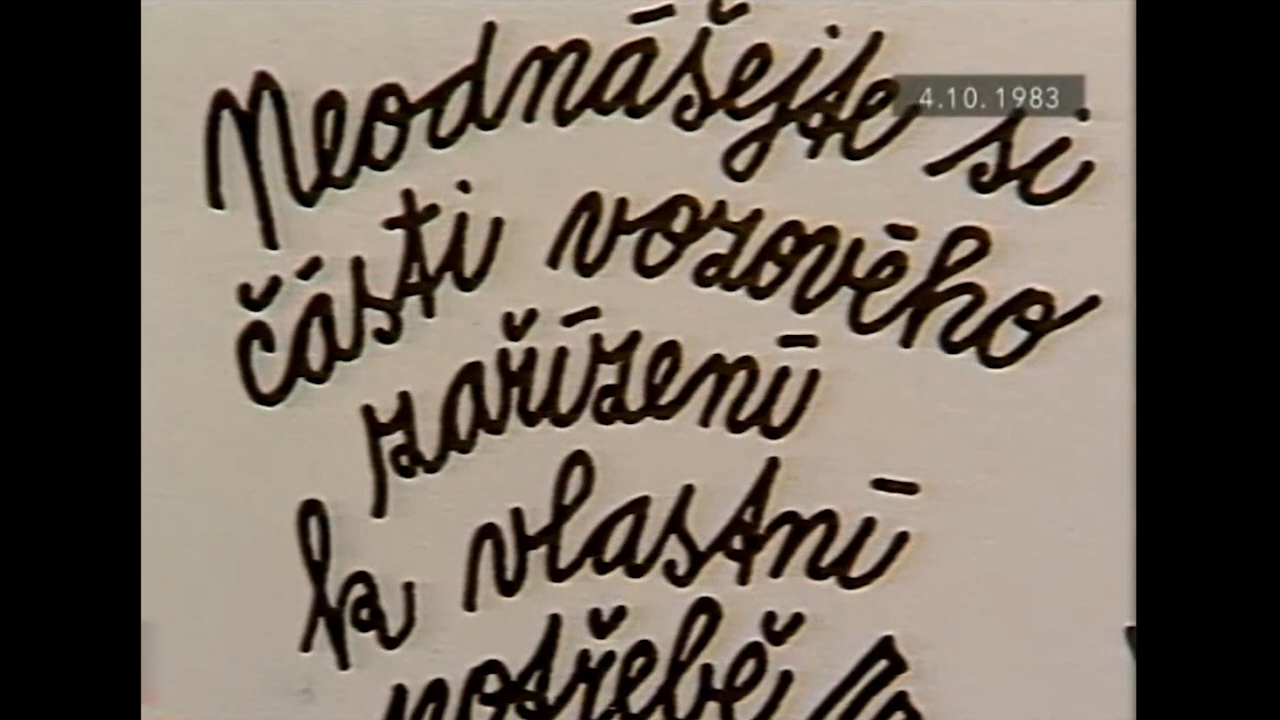 Neodnášejte si
4.10.1983
části vozového
zařízení
k vlastní
potřebě